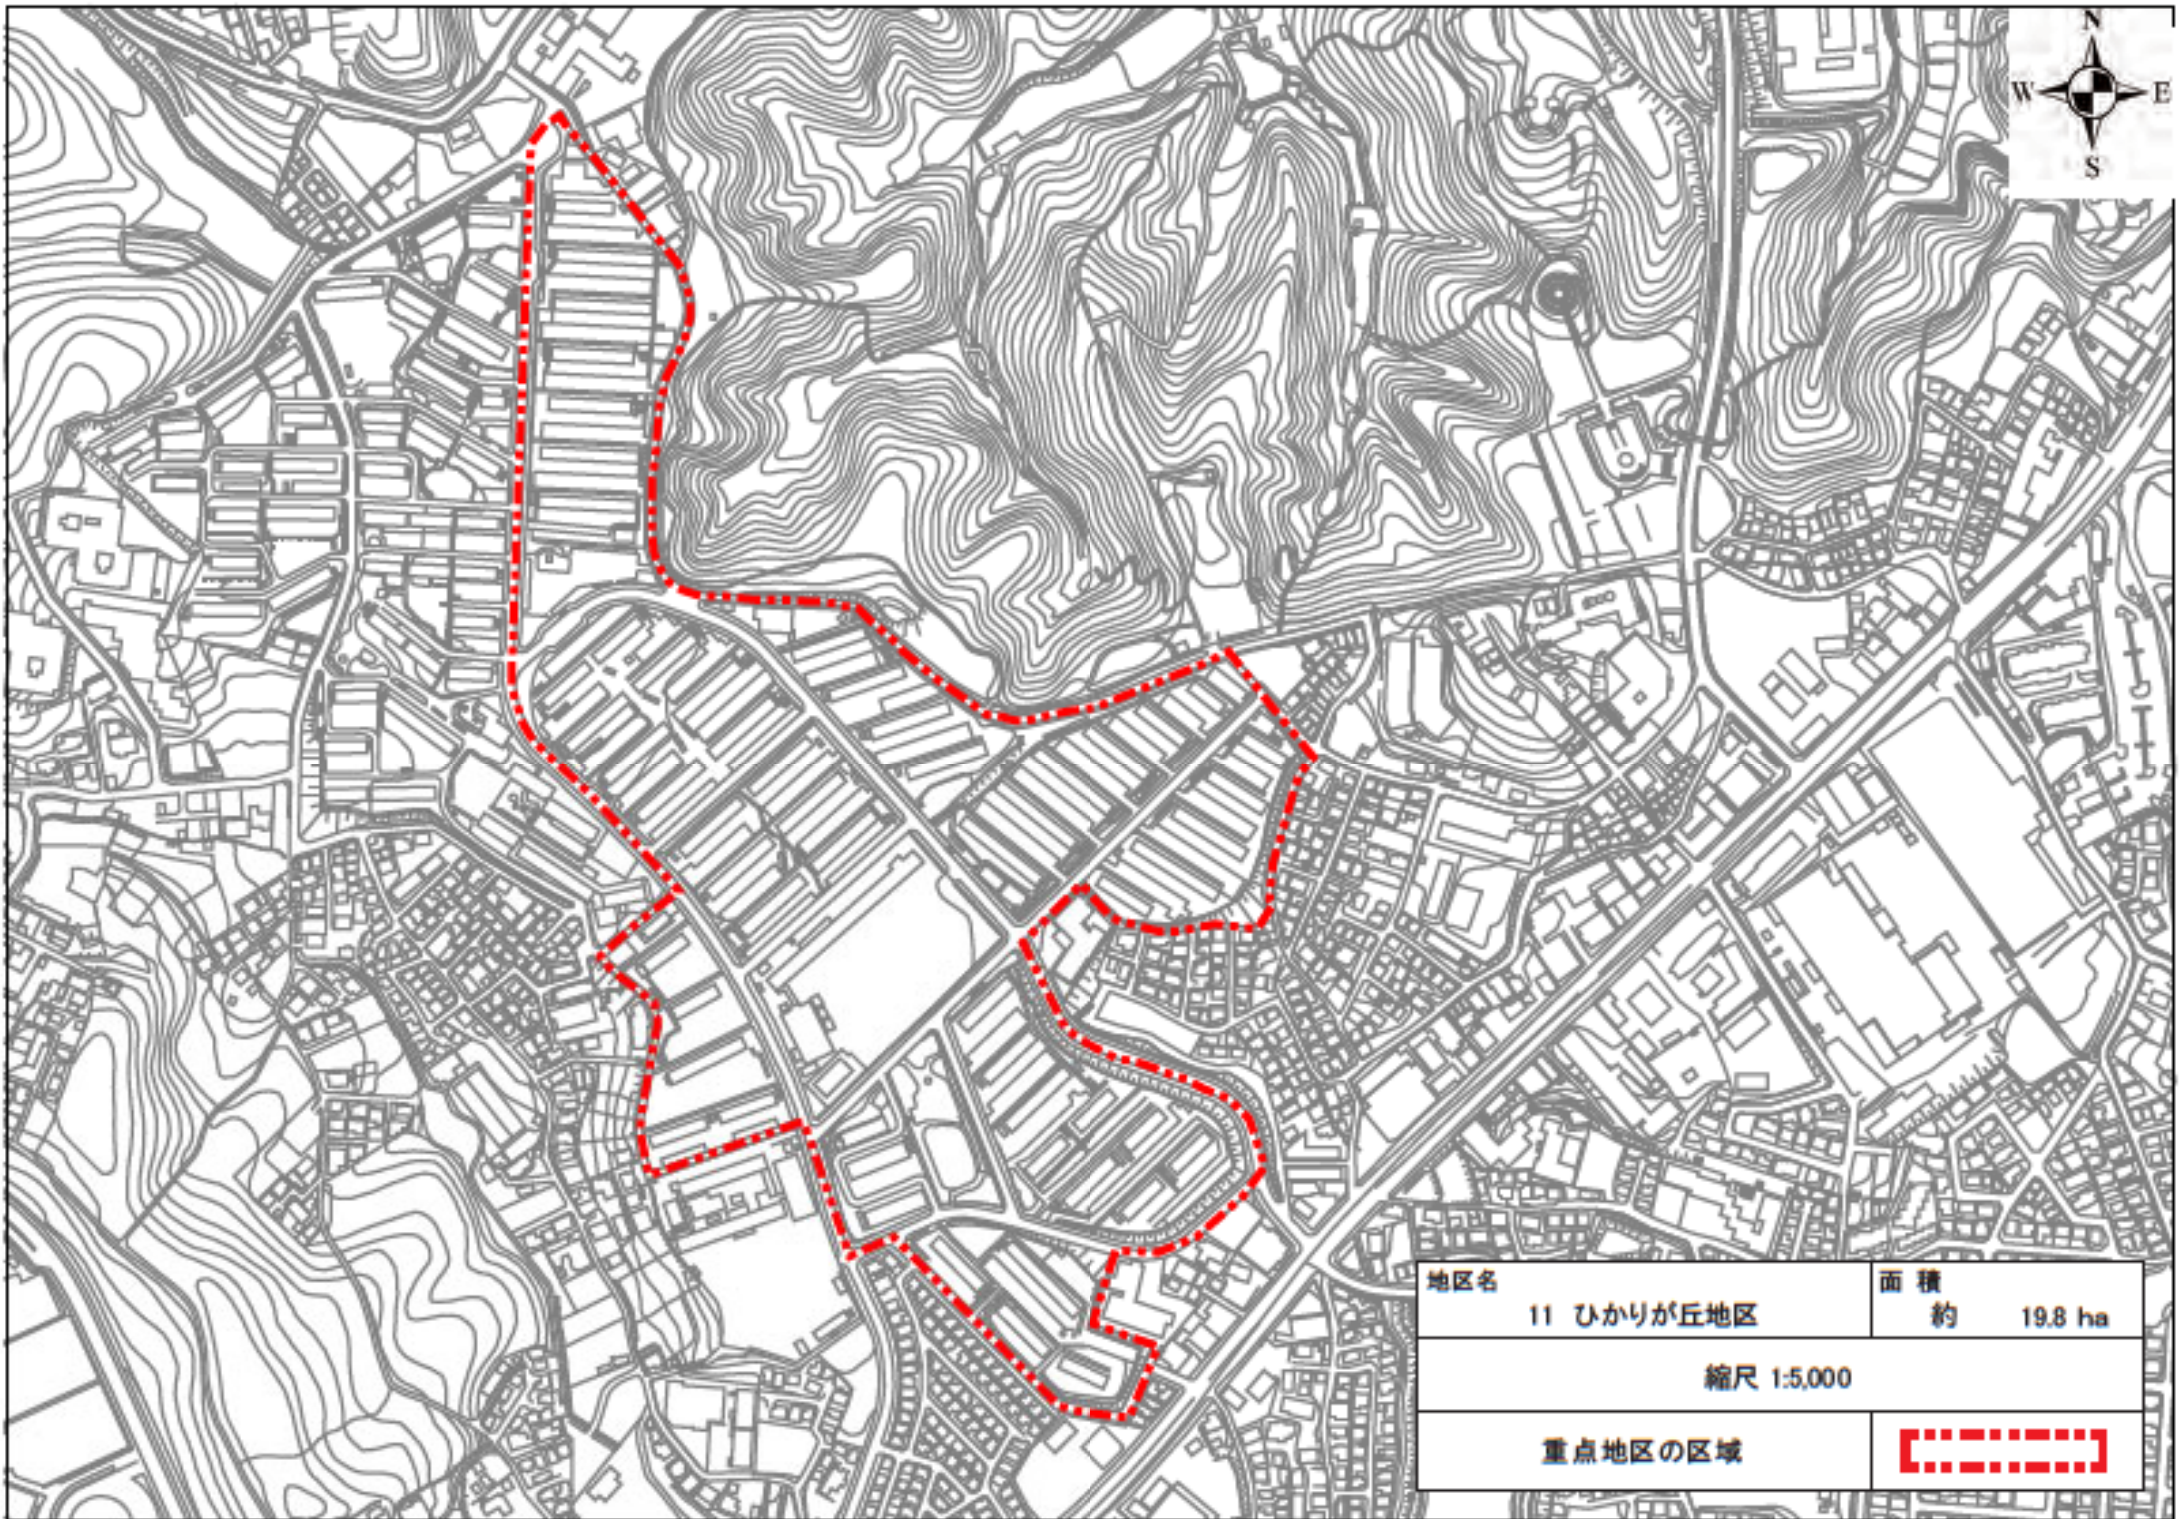 N
W E
S
地区名
11 ひかりが丘地区
面 積
約 19.8 ha
縮尺 1:5,000
重点地区の区域